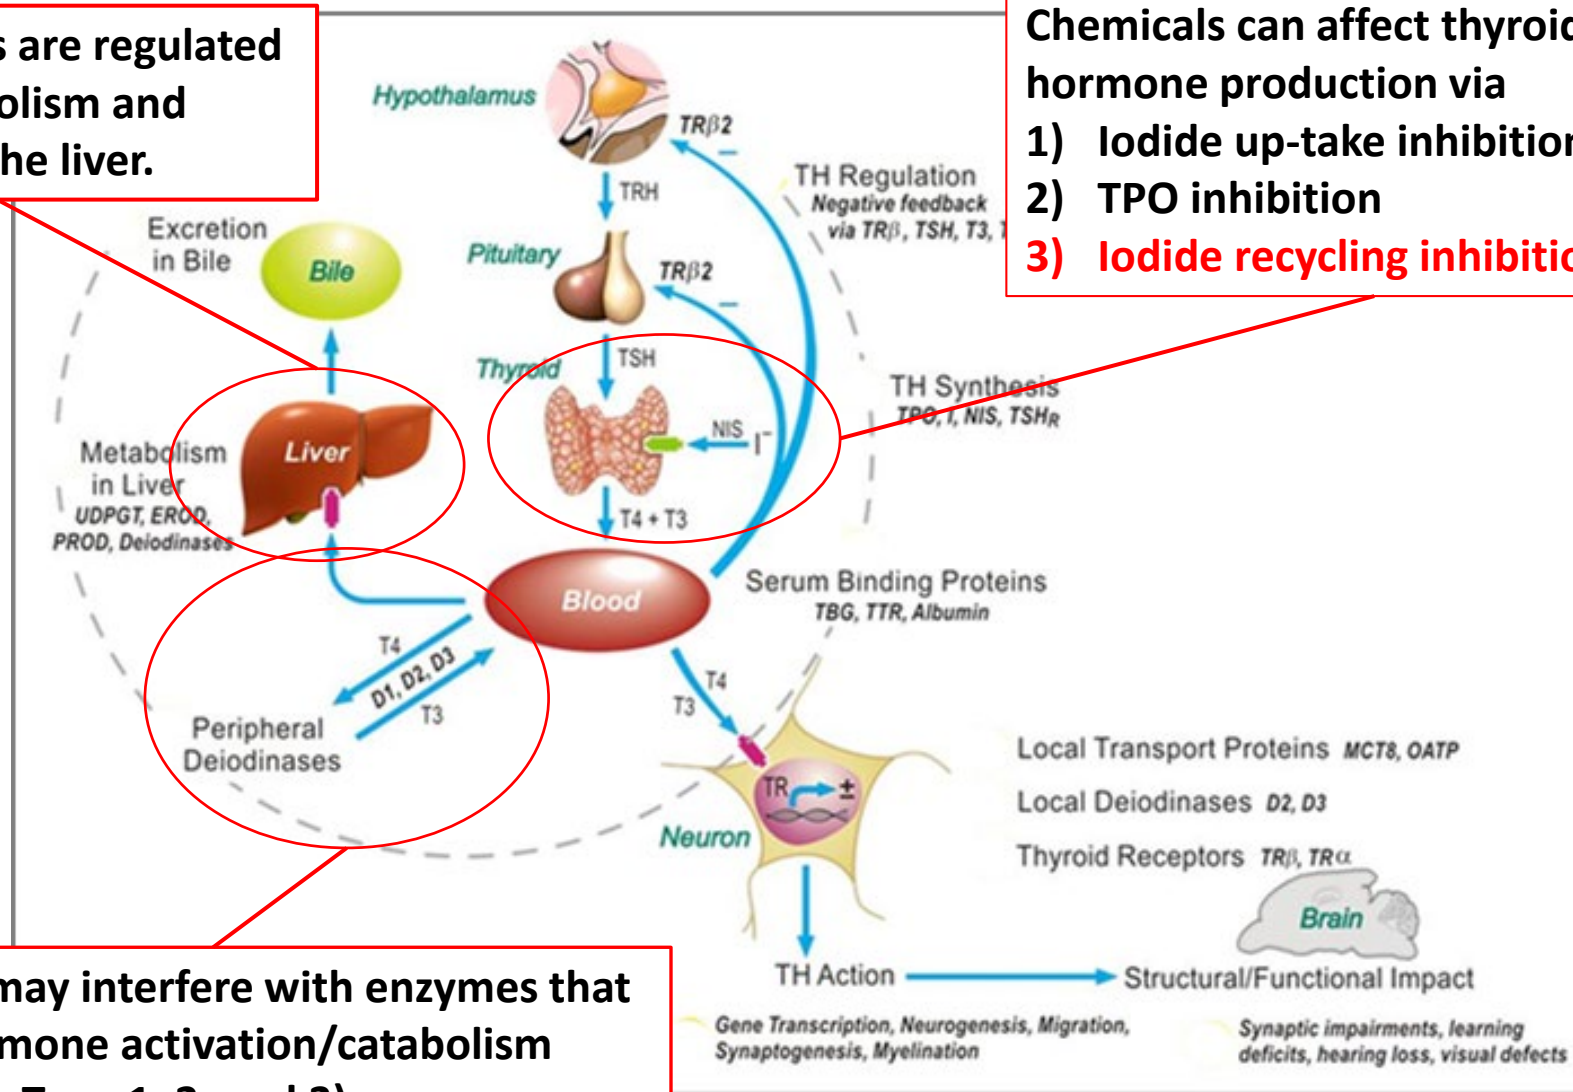 s are regulated
olism and
he liver.
Chemicals can affect thyroid
hormone production via
1) Iodide up-take inhibition
2) TPO inhibition
3) Iodide recycling inhibitio
Hypothalamus
TRβ2
TRH
TH Regulation
Negative feedback
via TRβ, TSH, T3, T
Excretion
in Bile
Bile
Pituitary
TRβ2
TSH
Thyroid
NIS I⁻
TH Synthesis
TPO, I, NIS, TSHR
Liver
Metabolism
in Liver
UDPGT, EROD,
PROD, Deiodinases
T4 + T3
Blood
Serum Binding Proteins
TBG, TTR, Albumin
T4
D1, D2, D3
T3
Peripheral
Deiodinases
T4
T3
TR ±
Neuron
Local Transport Proteins MCT8, OATP
Local Deiodinases D2, D3
Thyroid Receptors TRβ, TRα
Brain
TH Action
Structural/Functional Impact
Gene Transcription, Neurogenesis, Migration,
Synaptogenesis, Myelination
Synaptic impairments, learning
deficits, hearing loss, visual defects
may interfere with enzymes that
mone activation/catabolism